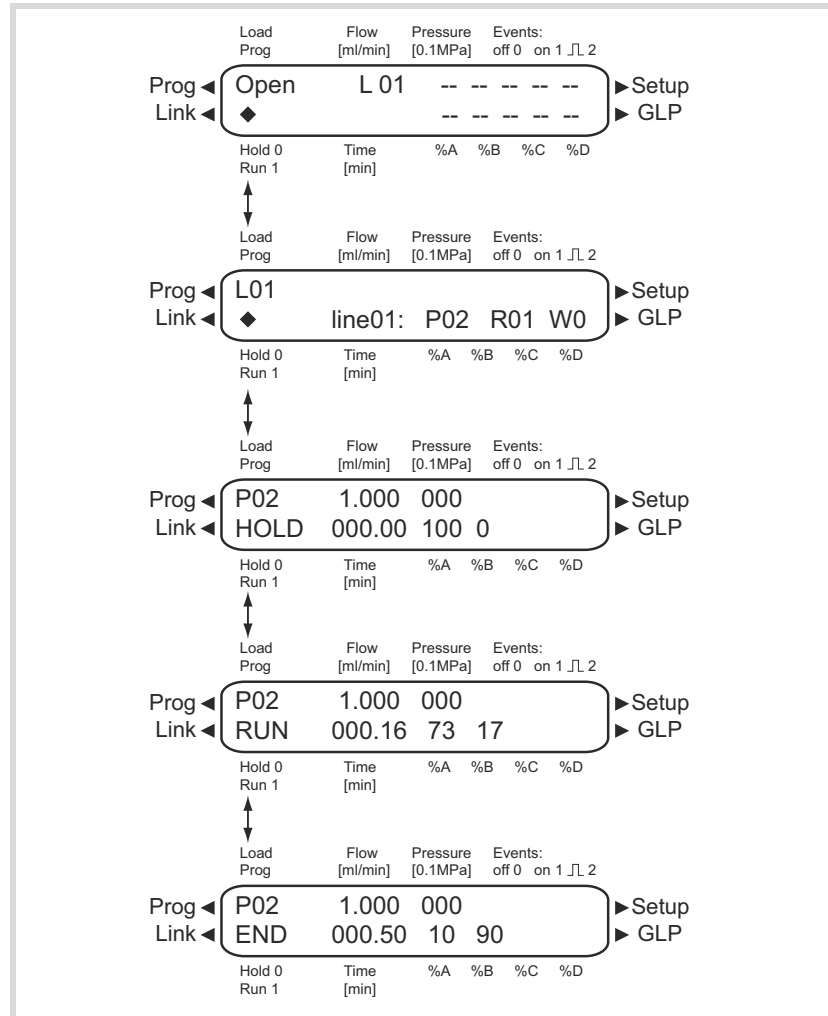 Load Flow Pressure Events:
Prog [ml/min] [0.1MPa] off 0 on 1 ⎍ 2
Prog ◄ Open L 01 -- -- -- -- -- ►Setup
Link ◄ ◆ -- -- -- -- -- ► GLP
Hold 0 Time %A %B %C %D
Run 1 [min]
Load Flow Pressure Events:
Prog [ml/min] [0.1MPa] off 0 on 1 ⎍ 2
Prog ◄ L01 ►Setup
Link ◄ ◆ line01: P02 R01 W0 ► GLP
Hold 0 Time %A %B %C %D
Run 1 [min]
Load Flow Pressure Events:
Prog [ml/min] [0.1MPa] off 0 on 1 ⎍ 2
Prog ◄ P02 1.000 000 ►Setup
Link ◄ HOLD 000.00 100 0 ► GLP
Hold 0 Time %A %B %C %D
Run 1 [min]
Load Flow Pressure Events:
Prog [ml/min] [0.1MPa] off 0 on 1 ⎍ 2
Prog ◄ P02 1.000 000 ►Setup
Link ◄ RUN 000.16 73 17 ► GLP
Hold 0 Time %A %B %C %D
Run 1 [min]
Load Flow Pressure Events:
Prog [ml/min] [0.1MPa] off 0 on 1 ⎍ 2
Prog ◄ P02 1.000 000 ►Setup
Link ◄ END 000.50 10 90 ► GLP
Hold 0 Time %A %B %C %D
Run 1 [min]